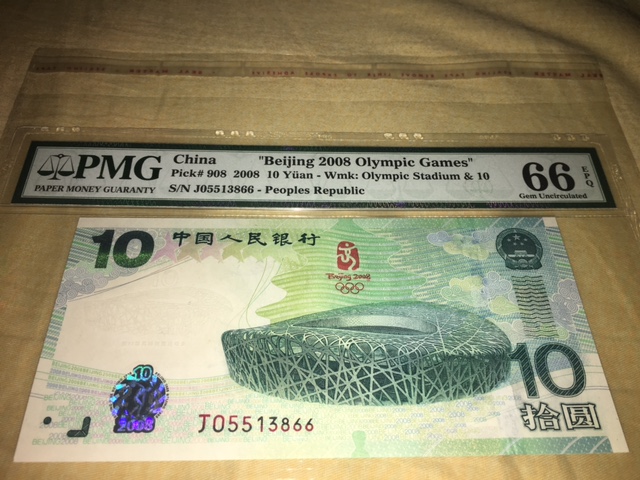 PMG
PAPER MONEY GUARANTY
China "Beijing 2008 Olympic Games"
Pick# 908 2008 10 Yüan - Wmk: Olympic Stadium & 10
S/N J05513866 - Peoples Republic
66 EPQ
Gem Uncirculated
10 中国人民银行
Beijing 2008
10
拾圆
10
2008
J05513866